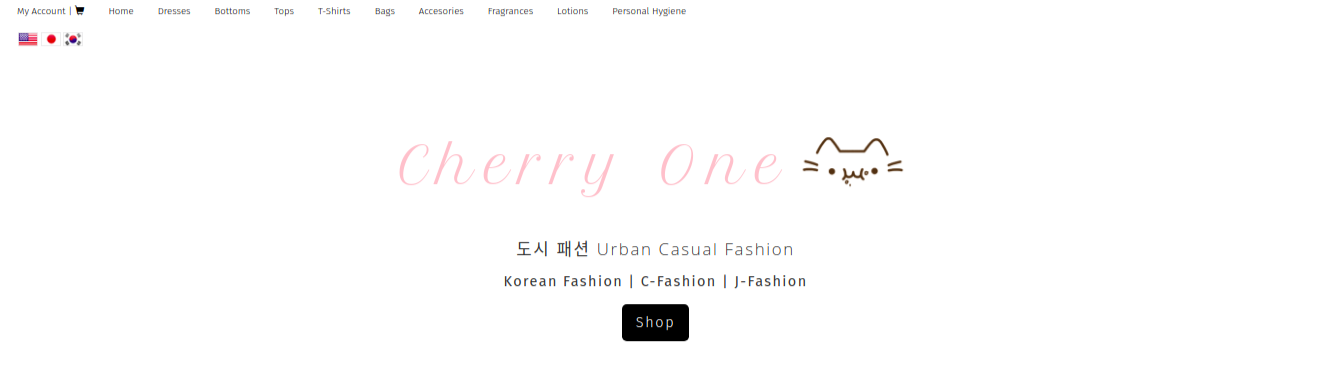 My Account | Home Dresses Bottoms Tops T-Shirts Bags Accesories Fragrances Lotions Personal Hygiene
Cherry One
도시 패션 Urban Casual Fashion
Korean Fashion | C-Fashion | J-Fashion
Shop